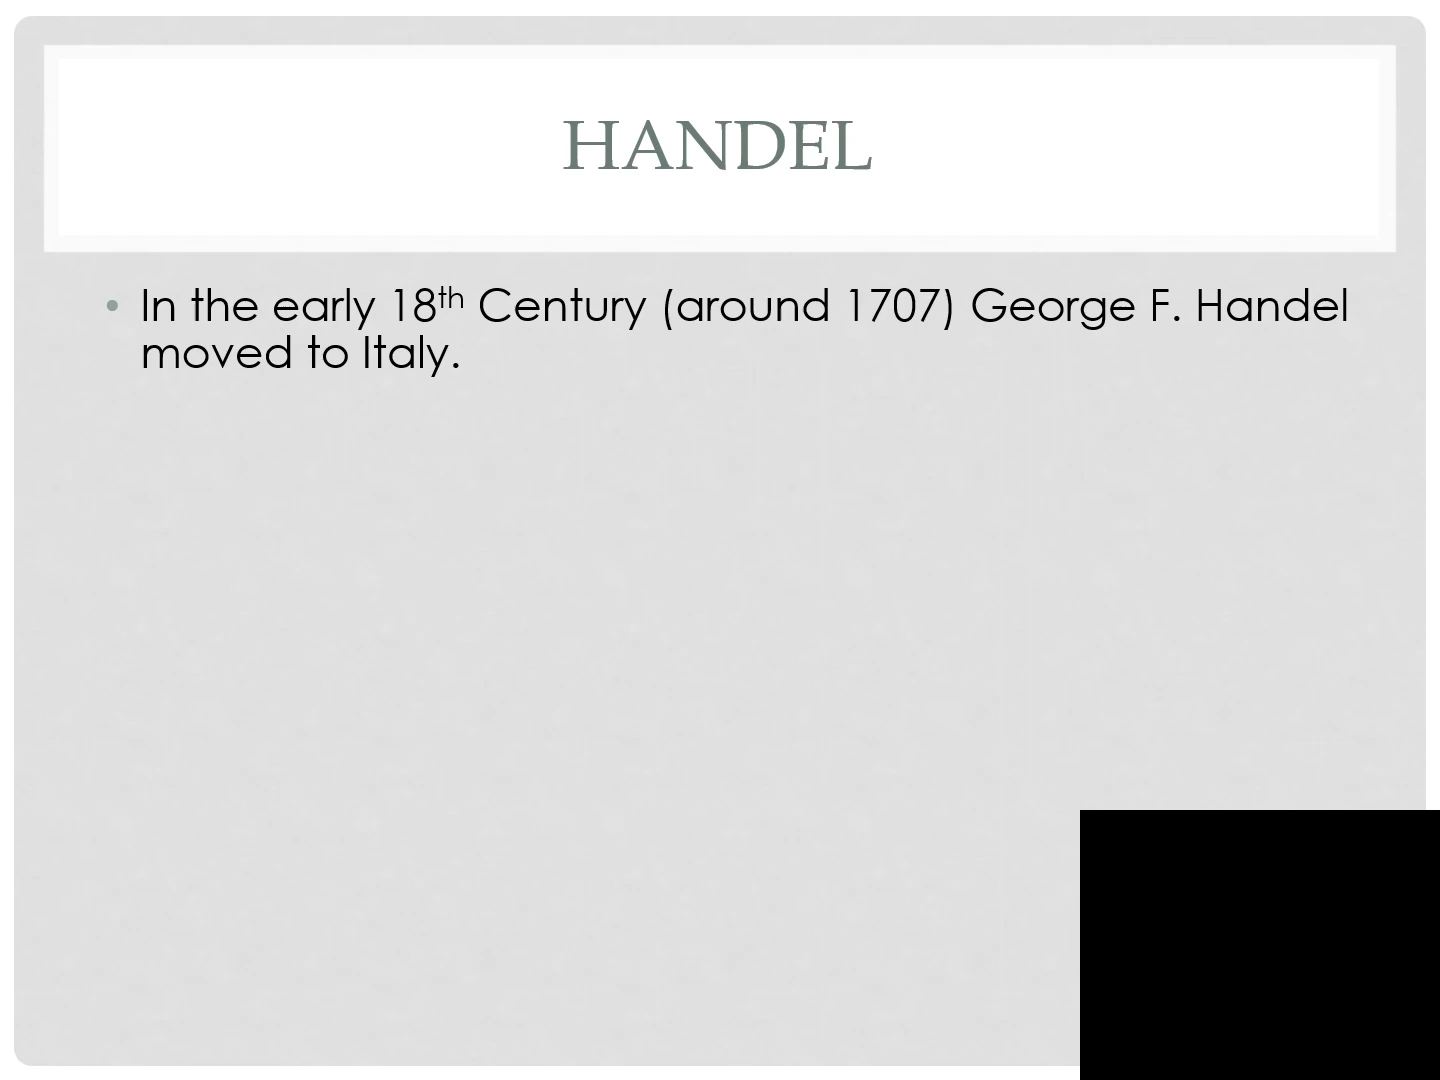 HANDEL
• In the early 18th Century (around 1707) George F. Handel
moved to Italy.